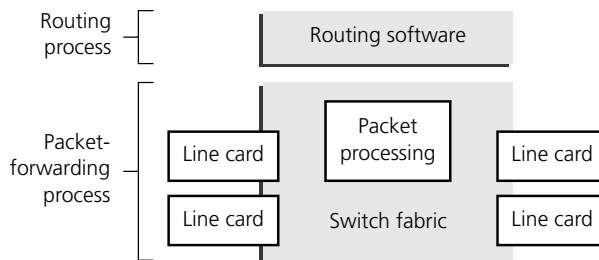 Routing
process
Routing software
Packet-
forwarding
process
Packet
processing
Line card
Line card
Line card
Switch fabric
Line card